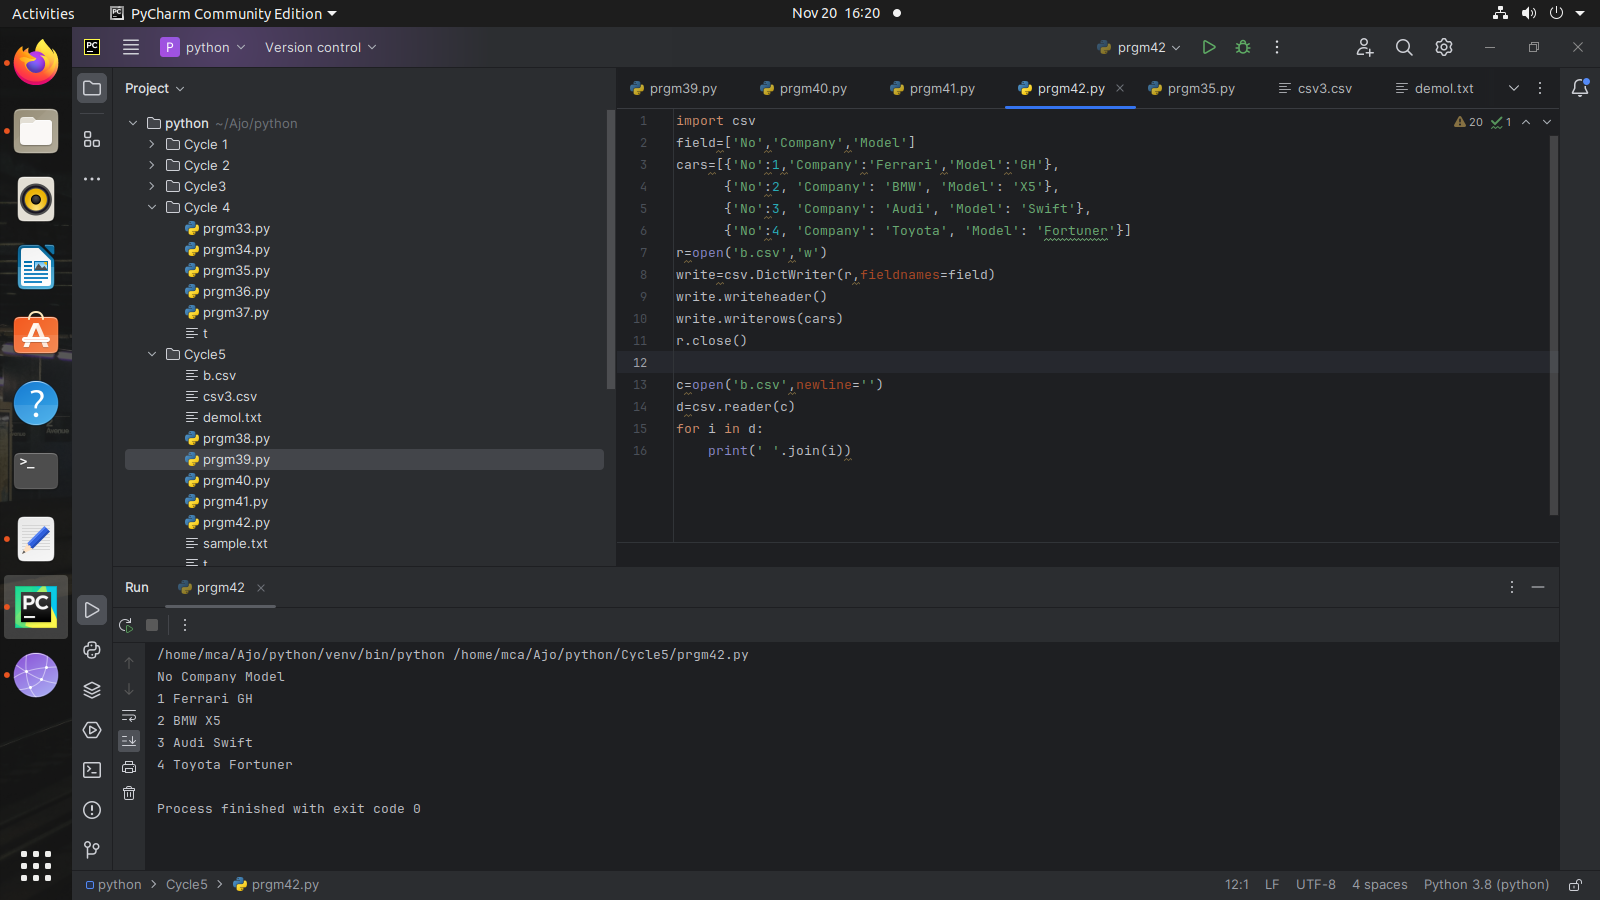 Activities PyCharm Community Edition Nov 20 16:20
PC P python Version control prgm42
Project prgm39.py prgm40.py prgm41.py prgm42.py prgm35.py csv3.csv demol.txt
python ~/Ajo/python
Cycle 1
Cycle 2
Cycle3
Cycle 4
prgm33.py
prgm34.py
prgm35.py
prgm36.py
prgm37.py
t
Cycle5
b.csv
csv3.csv
demol.txt
prgm38.py
prgm39.py
prgm40.py
prgm41.py
prgm42.py
sample.txt
t
20 1
1 import csv
2 field=['No','Company','Model']
3 cars=[{'No':1,'Company':'Ferrari','Model':'GH'},
4 {'No':2, 'Company': 'BMW', 'Model': 'X5'},
5 {'No':3, 'Company': 'Audi', 'Model': 'Swift'},
6 {'No':4, 'Company': 'Toyota', 'Model': 'Fortuner'}]
7 r=open('b.csv','w')
8 write=csv.DictWriter(r,fieldnames=field)
9 write.writeheader()
10 write.writerows(cars)
11 r.close()
12
13 c=open('b.csv',newline='')
14 d=csv.reader(c)
15 for i in d:
16 print(' '.join(i))
Run prgm42
/home/mca/Ajo/python/venv/bin/python /home/mca/Ajo/python/Cycle5/prgm42.py
No Company Model
1 Ferrari GH
2 BMW X5
3 Audi Swift
4 Toyota Fortuner
Process finished with exit code 0
python Cycle5 prgm42.py 12:1 LF UTF-8 4 spaces Python 3.8 (python)
A
?
>_
PC